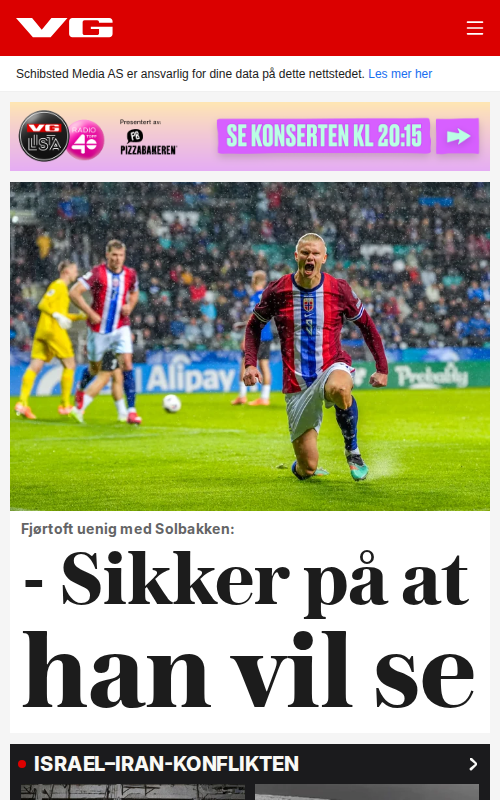 VG
Schibsted Media AS er ansvarlig for dine data på dette nettstedet. Les mer her
VG
LISTA
RADIO
TOPP
40
Presentert av:
PB
PIZZABAKEREN
SE KONSERTEN KL 20:15
Alipay
Fjørtoft uenig med Solbakken:
- Sikker på at
han vil se
ISRAEL–IRAN-KONFLIKTEN